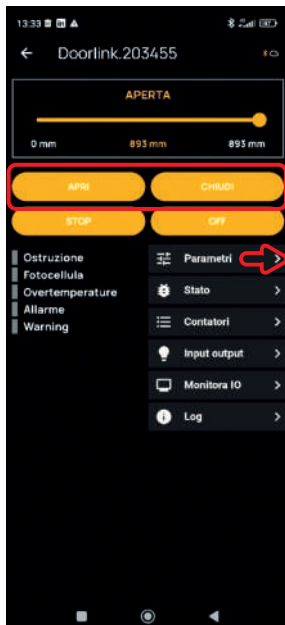 13:33
Doorlink.203455
APERTA
0 mm 893 mm 893 mm
APRI CHIUDI
STOP OFF
Ostruzione
Fotocellula
Overtemperature
Allarme
Warning
Parametri
Stato
Contatori
Input output
Monitora IO
Log